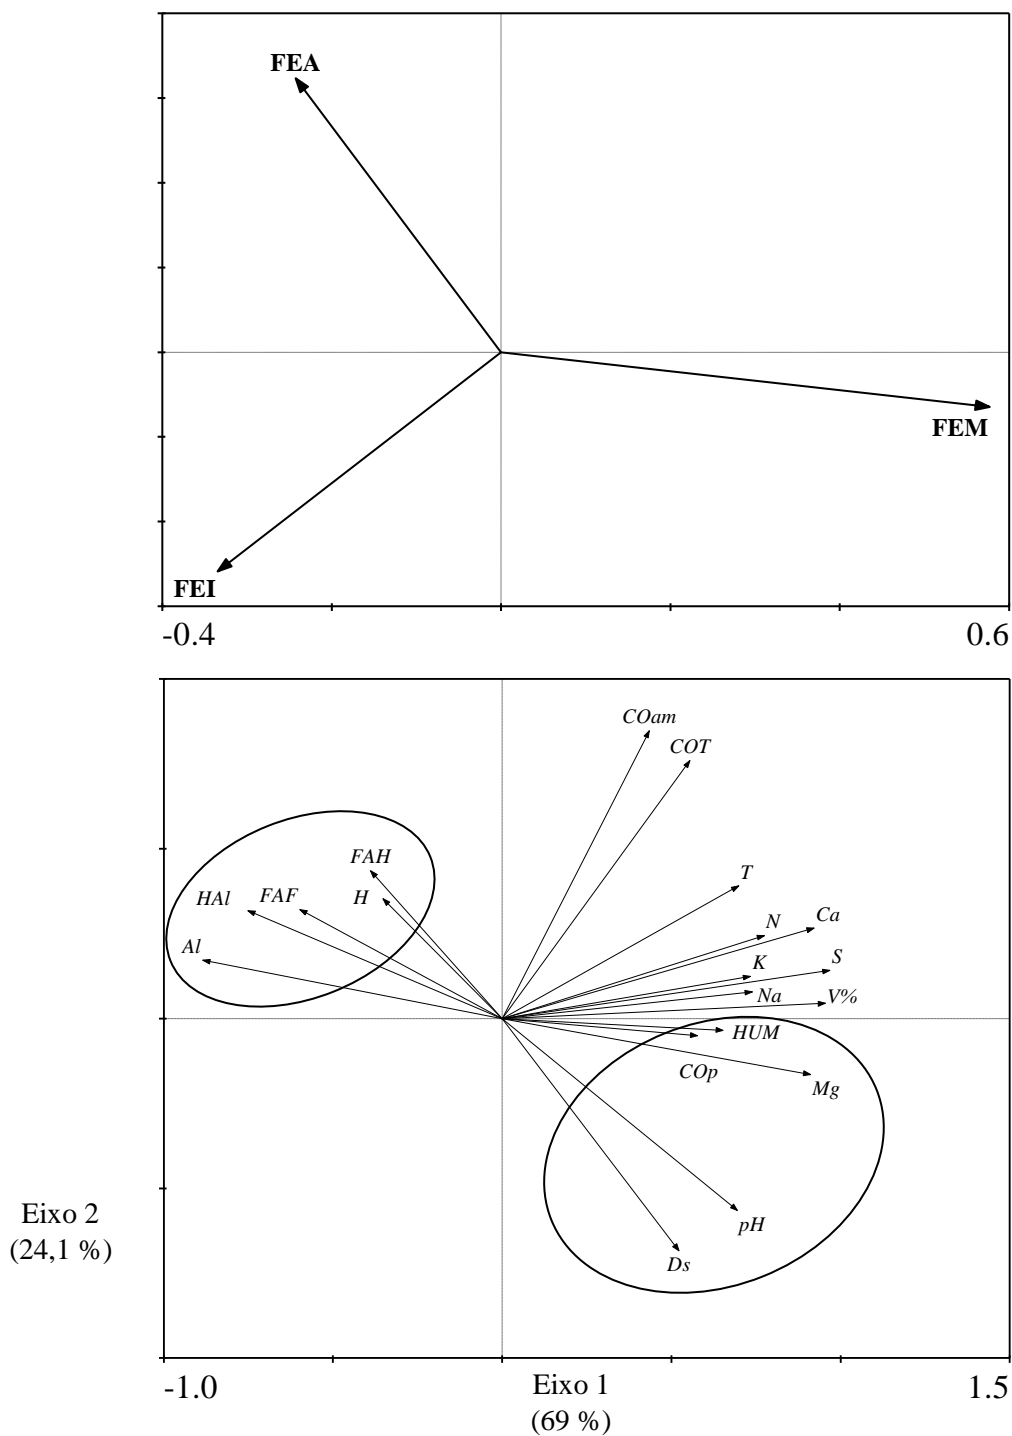 FEA
FEM
FEI
-0.4
0.6
COam
COT
FAH
T
HAl
FAF
H
N
Ca
Al
K
S
Na
V%
HUM
COp
Mg
pH
Ds
Eixo 2
(24,1 %)
-1.0
Eixo 1
1.5
(69 %)